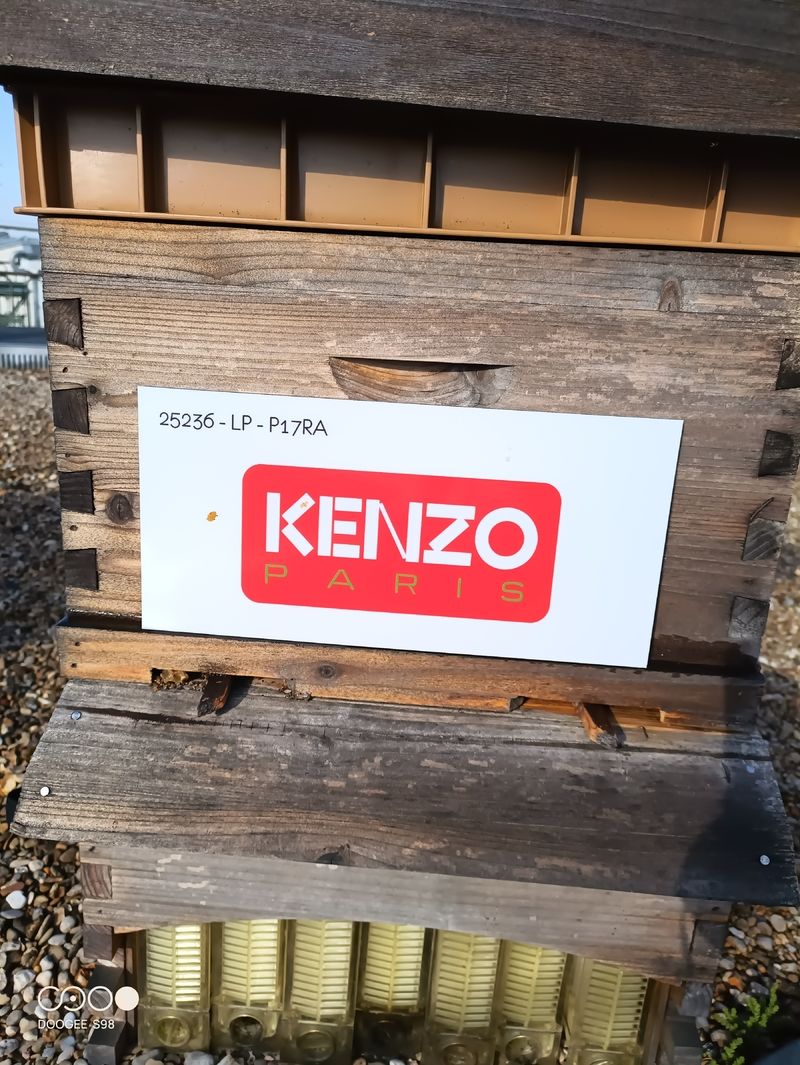 25236 - LP - P17RA
KENZO
PARIS
DOOGEE S98